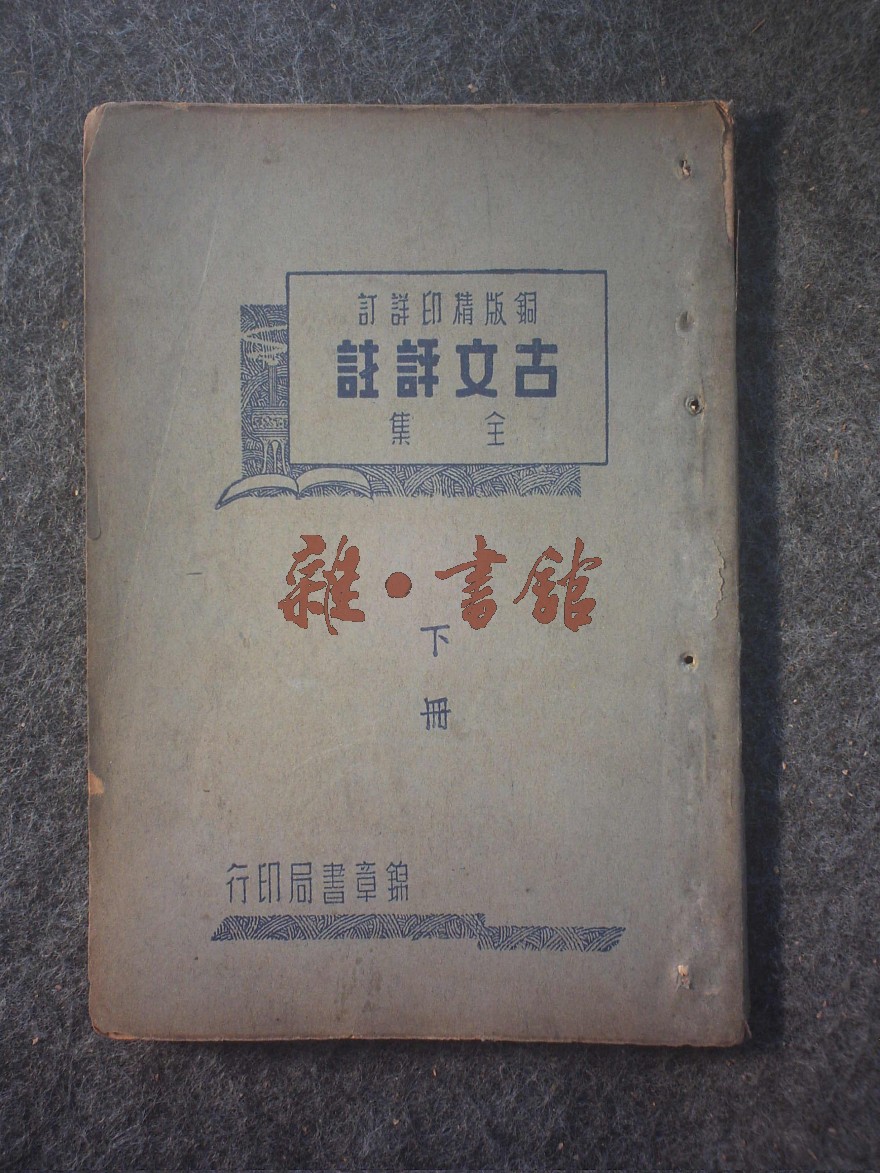 銅版精印詳訂
古文評註
全集
雜·書館
下冊
錦章書局印行